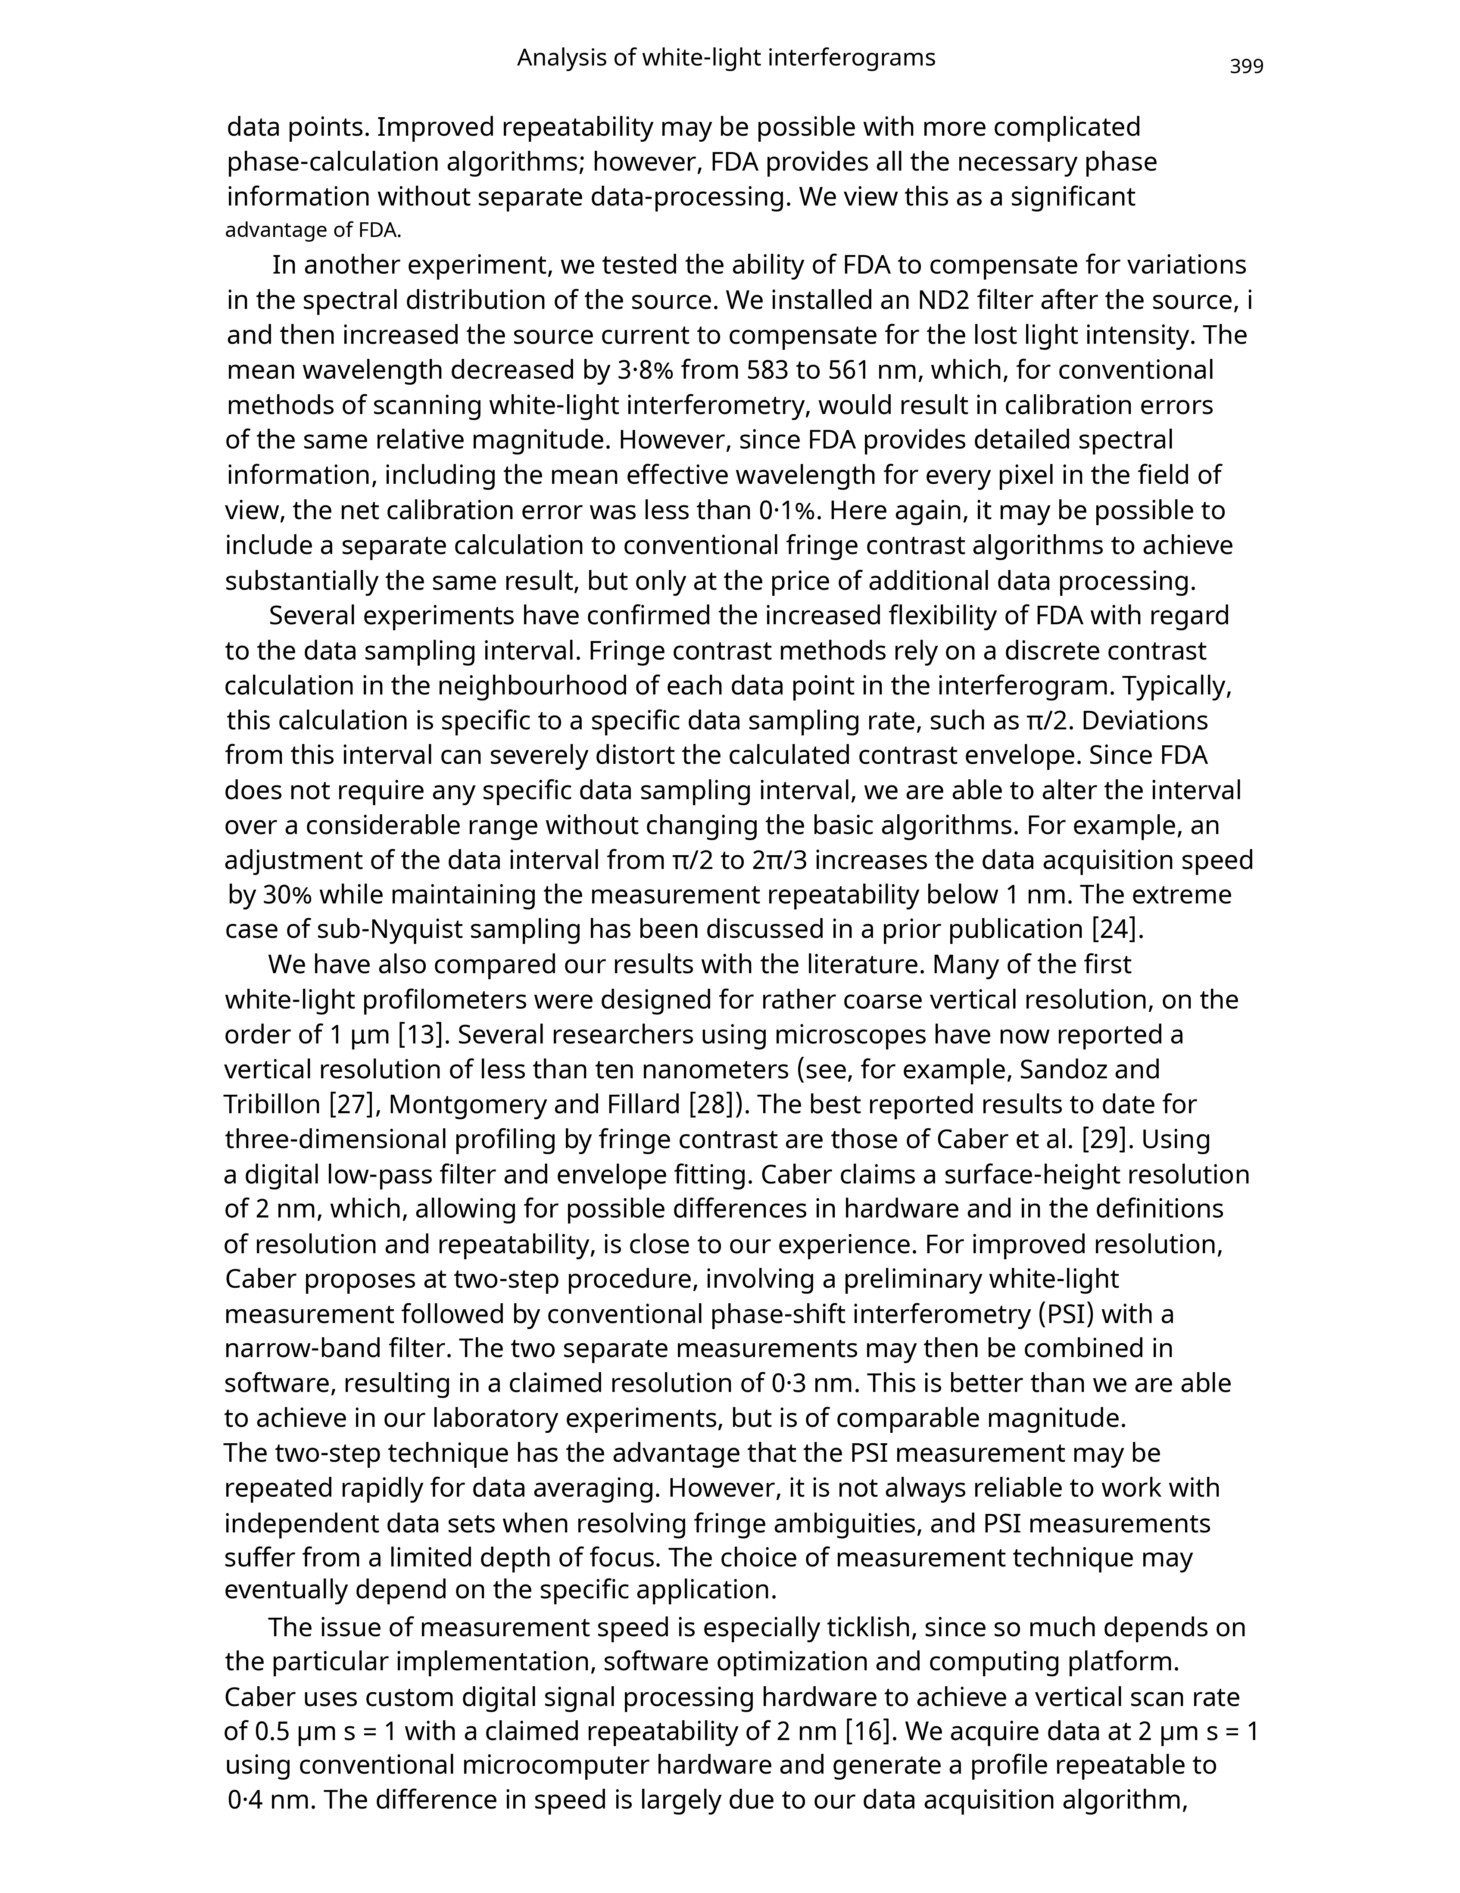 Analysis of white-light interferograms
399
data points. Improved repeatability may be possible with more complicated
phase-calculation algorithms; however, FDA provides all the necessary phase
information without separate data-processing. We view this as a significant
advantage of FDA.
In another experiment, we tested the ability of FDA to compensate for variations
in the spectral distribution of the source. We installed an ND2 filter after the source, i
and then increased the source current to compensate for the lost light intensity. The
mean wavelength decreased by 3·8% from 583 to 561 nm, which, for conventional
methods of scanning white-light interferometry, would result in calibration errors
of the same relative magnitude. However, since FDA provides detailed spectral
information, including the mean effective wavelength for every pixel in the field of
view, the net calibration error was less than 0·1%. Here again, it may be possible to
include a separate calculation to conventional fringe contrast algorithms to achieve
substantially the same result, but only at the price of additional data processing.
Several experiments have confirmed the increased flexibility of FDA with regard
to the data sampling interval. Fringe contrast methods rely on a discrete contrast
calculation in the neighbourhood of each data point in the interferogram. Typically,
this calculation is specific to a specific data sampling rate, such as π/2. Deviations
from this interval can severely distort the calculated contrast envelope. Since FDA
does not require any specific data sampling interval, we are able to alter the interval
over a considerable range without changing the basic algorithms. For example, an
adjustment of the data interval from π/2 to 2π/3 increases the data acquisition speed
by 30% while maintaining the measurement repeatability below 1 nm. The extreme
case of sub-Nyquist sampling has been discussed in a prior publication [24].
We have also compared our results with the literature. Many of the first
white-light profilometers were designed for rather coarse vertical resolution, on the
order of 1 μm [13]. Several researchers using microscopes have now reported a
vertical resolution of less than ten nanometers (see, for example, Sandoz and
Tribillon [27], Montgomery and Fillard [28]). The best reported results to date for
three-dimensional profiling by fringe contrast are those of Caber et al. [29]. Using
a digital low-pass filter and envelope fitting. Caber claims a surface-height resolution
of 2 nm, which, allowing for possible differences in hardware and in the definitions
of resolution and repeatability, is close to our experience. For improved resolution,
Caber proposes at two-step procedure, involving a preliminary white-light
measurement followed by conventional phase-shift interferometry (PSI) with a
narrow-band filter. The two separate measurements may then be combined in
software, resulting in a claimed resolution of 0·3 nm. This is better than we are able
to achieve in our laboratory experiments, but is of comparable magnitude.
The two-step technique has the advantage that the PSI measurement may be
repeated rapidly for data averaging. However, it is not always reliable to work with
independent data sets when resolving fringe ambiguities, and PSI measurements
suffer from a limited depth of focus. The choice of measurement technique may
eventually depend on the specific application.
The issue of measurement speed is especially ticklish, since so much depends on
the particular implementation, software optimization and computing platform.
Caber uses custom digital signal processing hardware to achieve a vertical scan rate
of 0.5 μm s = 1 with a claimed repeatability of 2 nm [16]. We acquire data at 2 μm s = 1
using conventional microcomputer hardware and generate a profile repeatable to
0·4 nm. The difference in speed is largely due to our data acquisition algorithm,